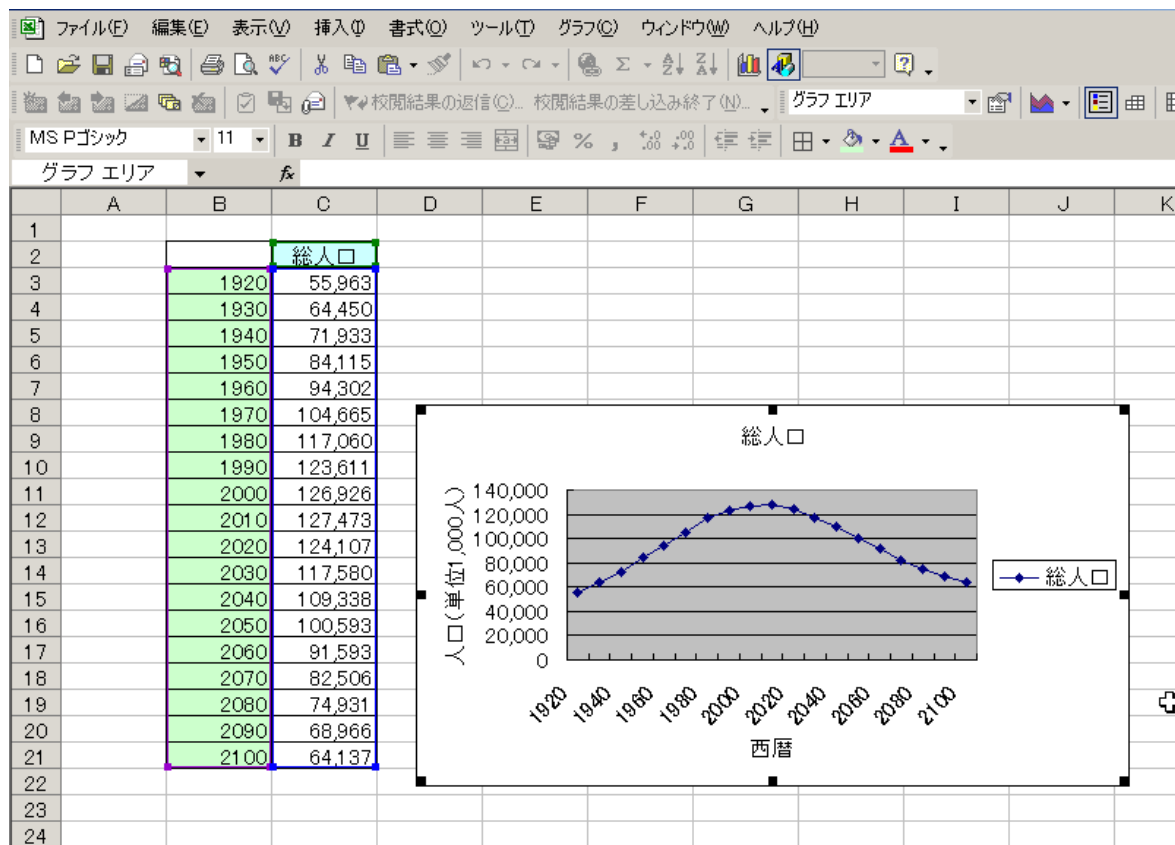 ファイル(F) 編集(E) 表示(V) 挿入(I) 書式(O) ツール(T) グラフ(C) ウィンドウ(W) ヘルプ(H)
ABC Σ A Z Z A ?
校閲結果の返信(C)... 校閲結果の差し込み終了(N)... グラフ エリア
MS Pゴシック 11 B I U a % , .0 .00 .00 .0 A
グラフ エリア fx
A B C D E F G H I J K
1
2 総人口
3 1920 55,963
4 1930 64,450
5 1940 71,933
6 1950 84,115
7 1960 94,302
8 1970 104,665
9 1980 117,060
10 1990 123,611
11 2000 126,926
12 2010 127,473
13 2020 124,107
14 2030 117,580
15 2040 109,338
16 2050 100,593
17 2060 91,593
18 2070 82,506
19 2080 74,931
20 2090 68,966
21 2100 64,137
22
23
24
総人口
人口(単位1,000人)
140,000
120,000
100,000
80,000
60,000
40,000
20,000
0
1920 1940 1960 1980 2000 2020 2040 2060 2080 2100
西暦
総人口